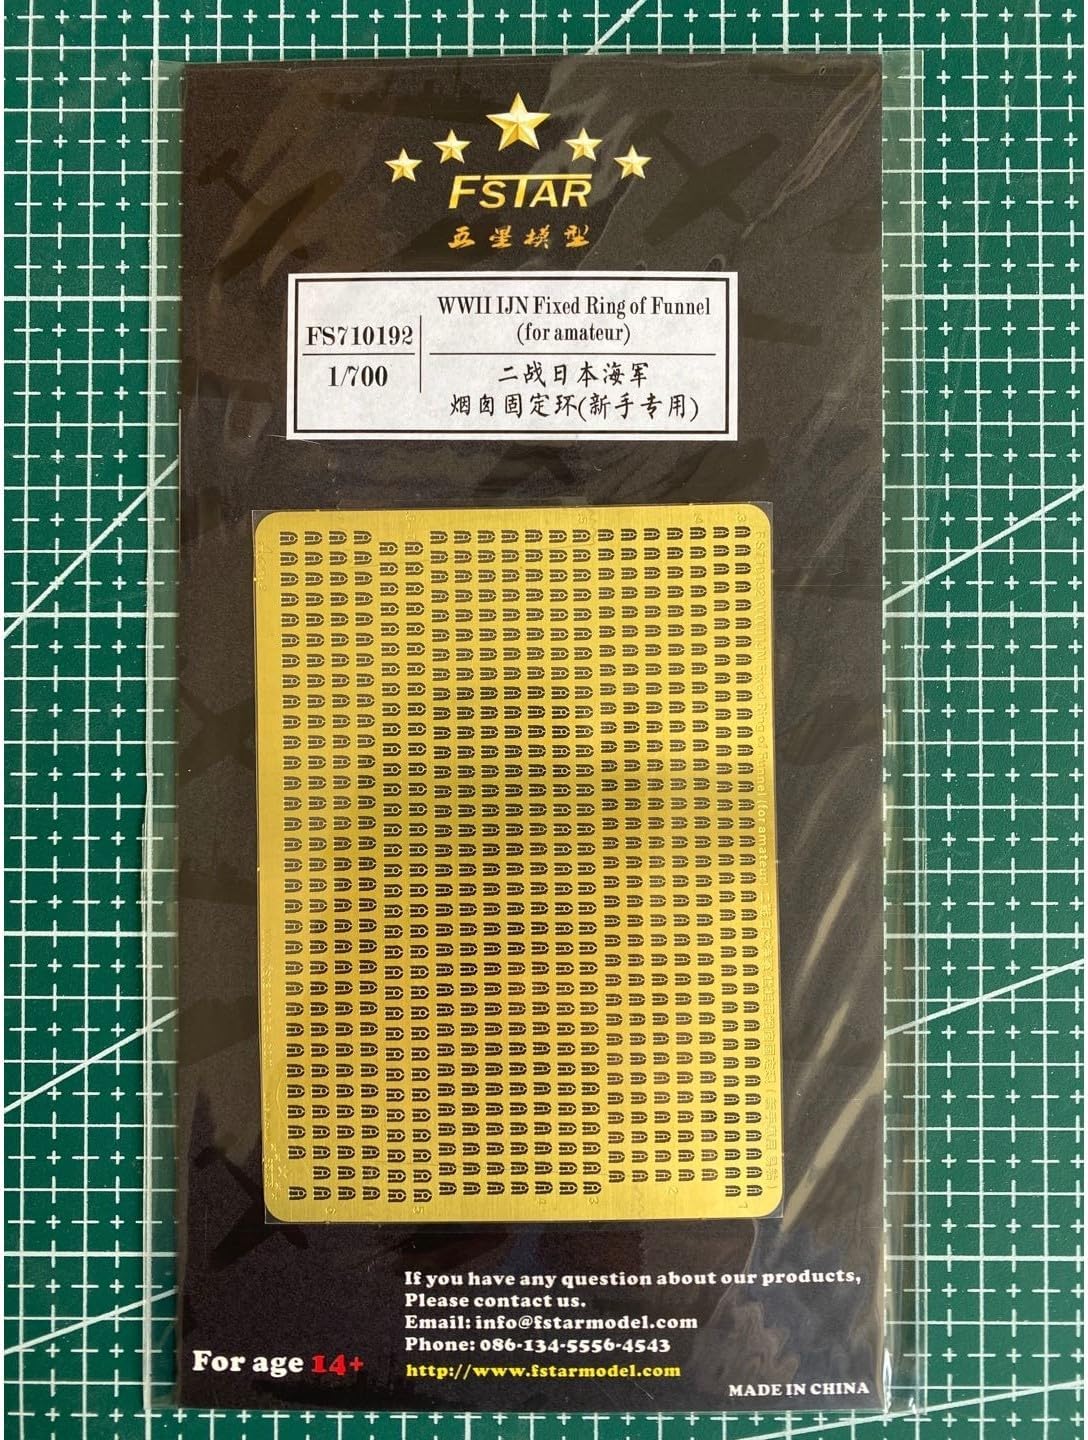 FSTAR
五星模型
FS710192
1/700
WWII IJN Fixed Ring of Funnel
(for amateur)
二战日本海军
烟囱固定环(新手专用)
If you have any question about our products,
Please contact us.
Email: info@fstarmodel.com
Phone: 086-134-5556-4543
http://www.fstarmodel.com
For age 14+
MADE IN CHINA